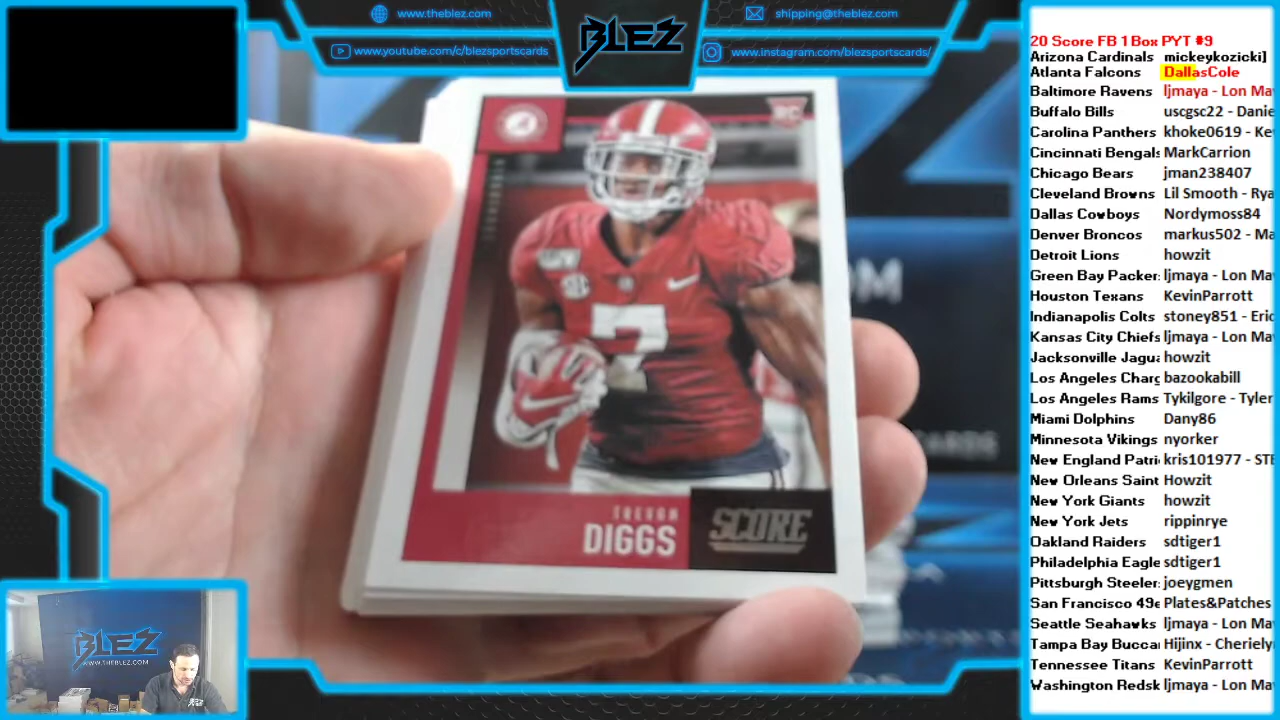 www.theblez.com
BLEZ
shipping@theblez.com
www.youtube.com/c/blezsportscards
www.instagram.com/blezsportscards/
A
RC
7
SEC
TREVON
DIGGS
SCORE
OM
CARDS
BLEZ
WWW.THEBLEZ.COM
20 Score FB 1 Box PYT #9
Arizona Cardinals mickeykozicki]
Atlanta Falcons DallasCole
Baltimore Ravens ljmaya - Lon Ma
Buffalo Bills uscgsc22 - Danie
Carolina Panthers khoke0619 - Ke
Cincinnati Bengals MarkCarrion
Chicago Bears jman238407
Cleveland Browns Lil Smooth - Rya
Dallas Cowboys Nordymoss84
Denver Broncos markus502 - Ma
Detroit Lions howzit
Green Bay Packer ljmaya - Lon Ma
Houston Texans KevinParrott
Indianapolis Colts stoney851 - Eric
Kansas City Chiefs ljmaya - Lon Ma
Jacksonville Jagua howzit
Los Angeles Charg bazookabill
Los Angeles Rams Tykilgore - Tyler
Miami Dolphins Dany86
Minnesota Vikings nyorker
New England Patri kris101977 - STE
New Orleans Saint Howzit
New York Giants howzit
New York Jets rippinrye
Oakland Raiders sdtiger1
Philadelphia Eagle sdtiger1
Pittsburgh Steeler joeygmen
San Francisco 49e Plates&Patches
Seattle Seahawks ljmaya - Lon Ma
Tampa Bay Bucca Hijinx - Cheriely
Tennessee Titans KevinParrott
Washington Redsk ljmaya - Lon Ma